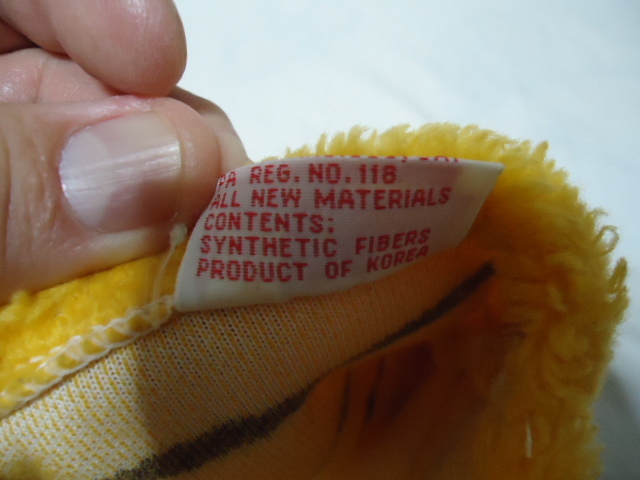 PA REG. NO. 118
ALL NEW MATERIALS
CONTENTS:
SYNTHETIC FIBERS
PRODUCT OF KOREA